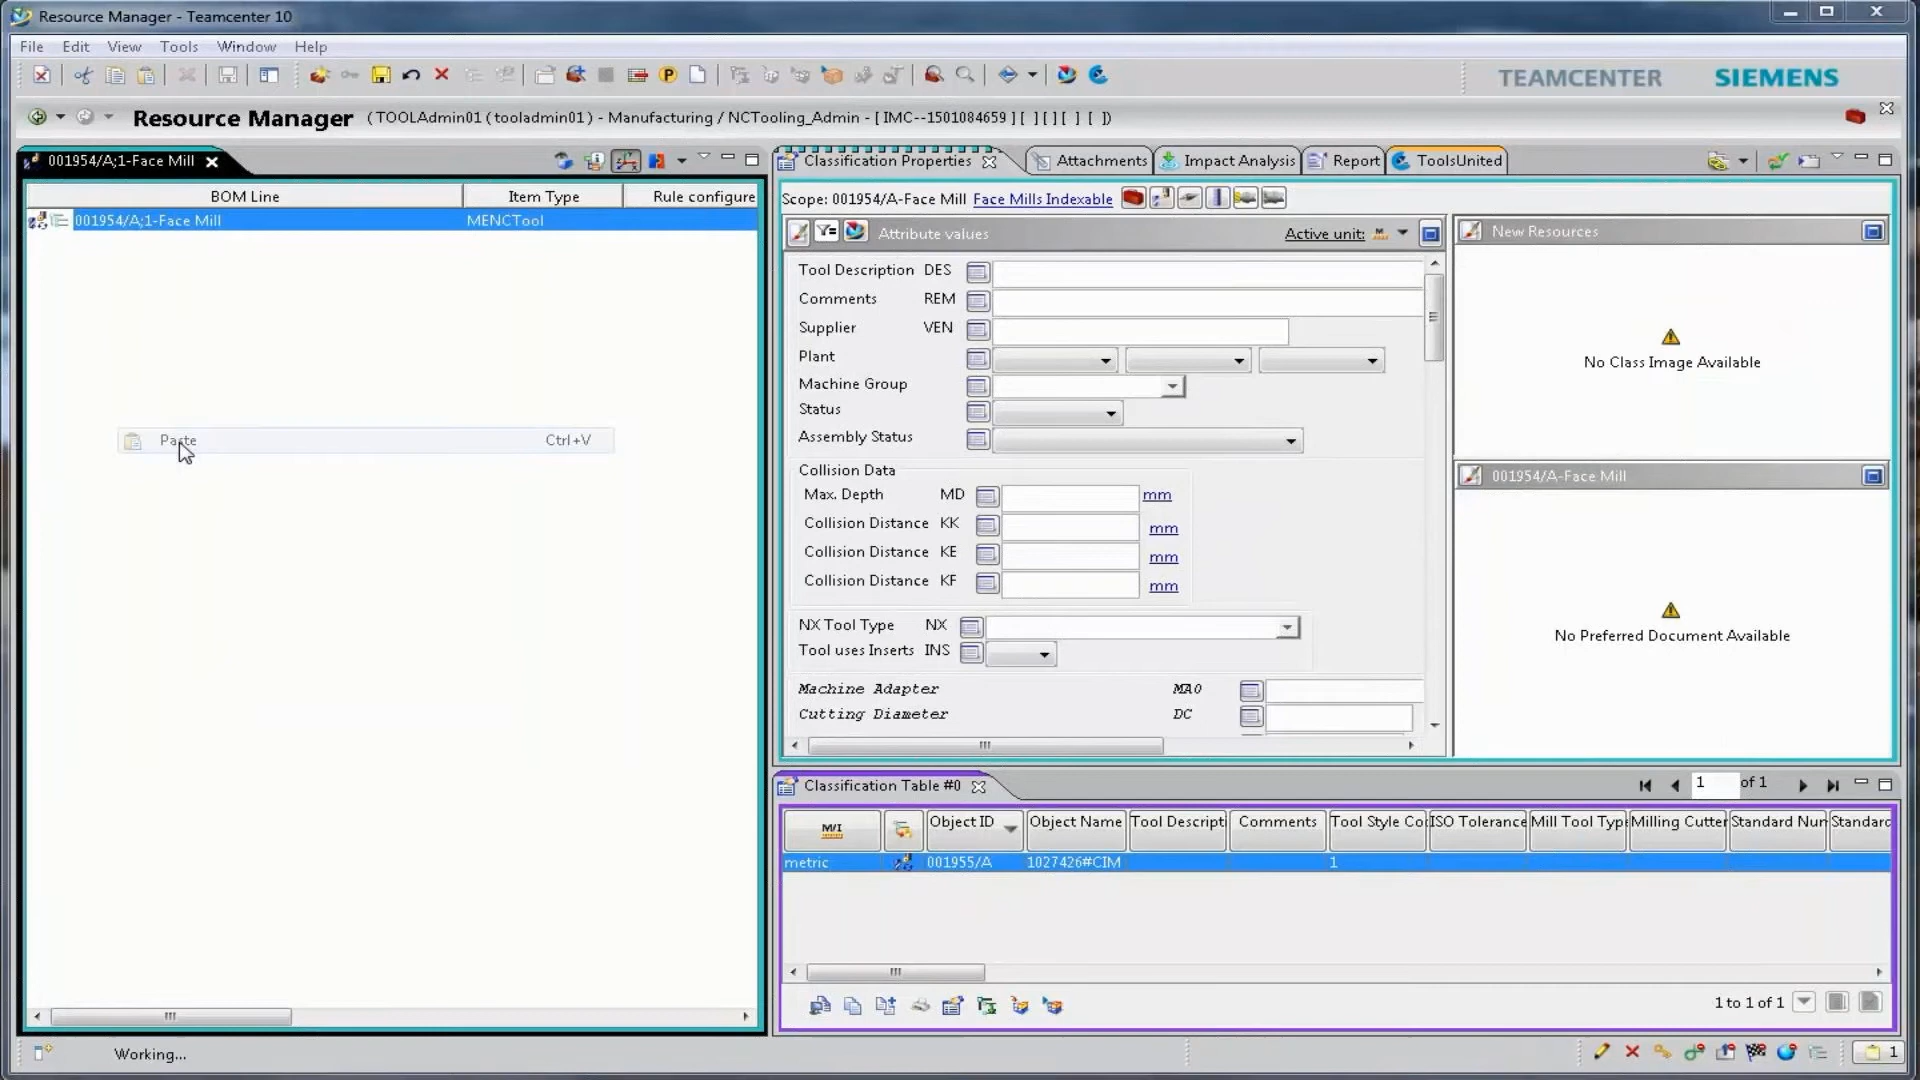 Resource Manager - Teamcenter 10
File Edit View Tools Window Help
TEAMCENTER SIEMENS
Resource Manager (TOOLAdmin01 ( tooladmin01 ) - Manufacturing / NCTooling_Admin - [ IMC--1501084659 ] [ ] [ ] [ ] [ ])
001954/A;1-Face Mill
BOM Line Item Type Rule configure
001954/A;1-Face Mill MENCTool
Paste Ctrl+V
Classification Properties Attachments Impact Analysis Report ToolsUnited
Scope: 001954/A-Face Mill Face Mills Indexable
Attribute values Active unit:
Tool Description DES
Comments REM
Supplier VEN
Plant
Machine Group
Status
Assembly Status
Collision Data
Max. Depth MD mm
Collision Distance KK mm
Collision Distance KE mm
Collision Distance KF mm
NX Tool Type NX
Tool uses Inserts INS
Machine Adapter MA0
Cutting Diameter DC
New Resources
No Class Image Available
001954/A-Face Mill
No Preferred Document Available
Classification Table #0 1 of 1
M/I Object ID Object Name Tool Descripti Comments Tool Style Co ISO Tolerance Mill Tool Typ Milling Cutter Standard Nur Standard
metric 001955/A 1027426#CIM 1
1 to 1 of 1
Working... 1